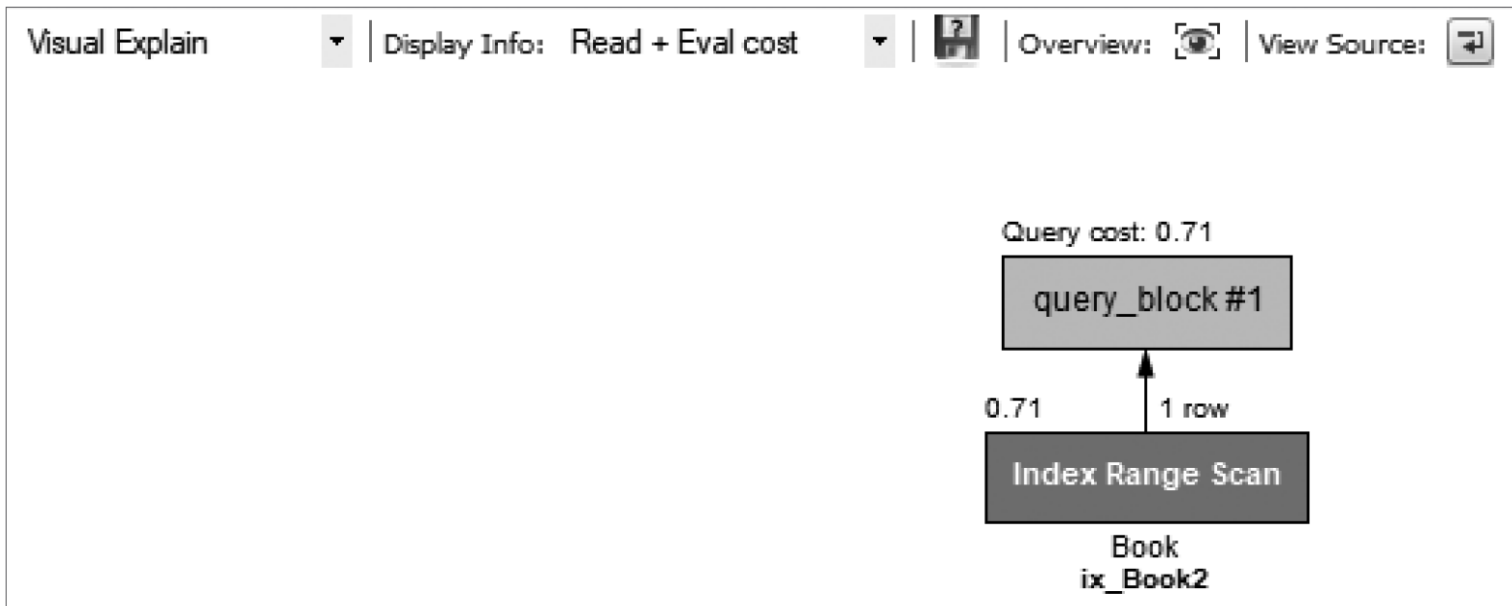 Visual Explain Display Info: Read + Eval cost Overview: View Source:
Query cost: 0.71
query_block #1
0.71 1 row
Index Range Scan
Book
ix_Book2